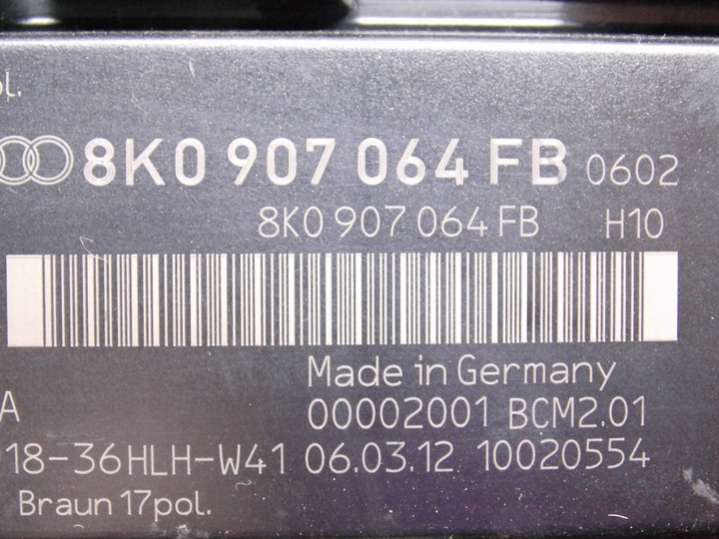 8K0 907 064 FB 0602
8K0 907 064 FB H10
Made in Germany
A
00002001 BCM2.01
18-36HLH-W41 06.03.12 10020554
Braun 17pol.